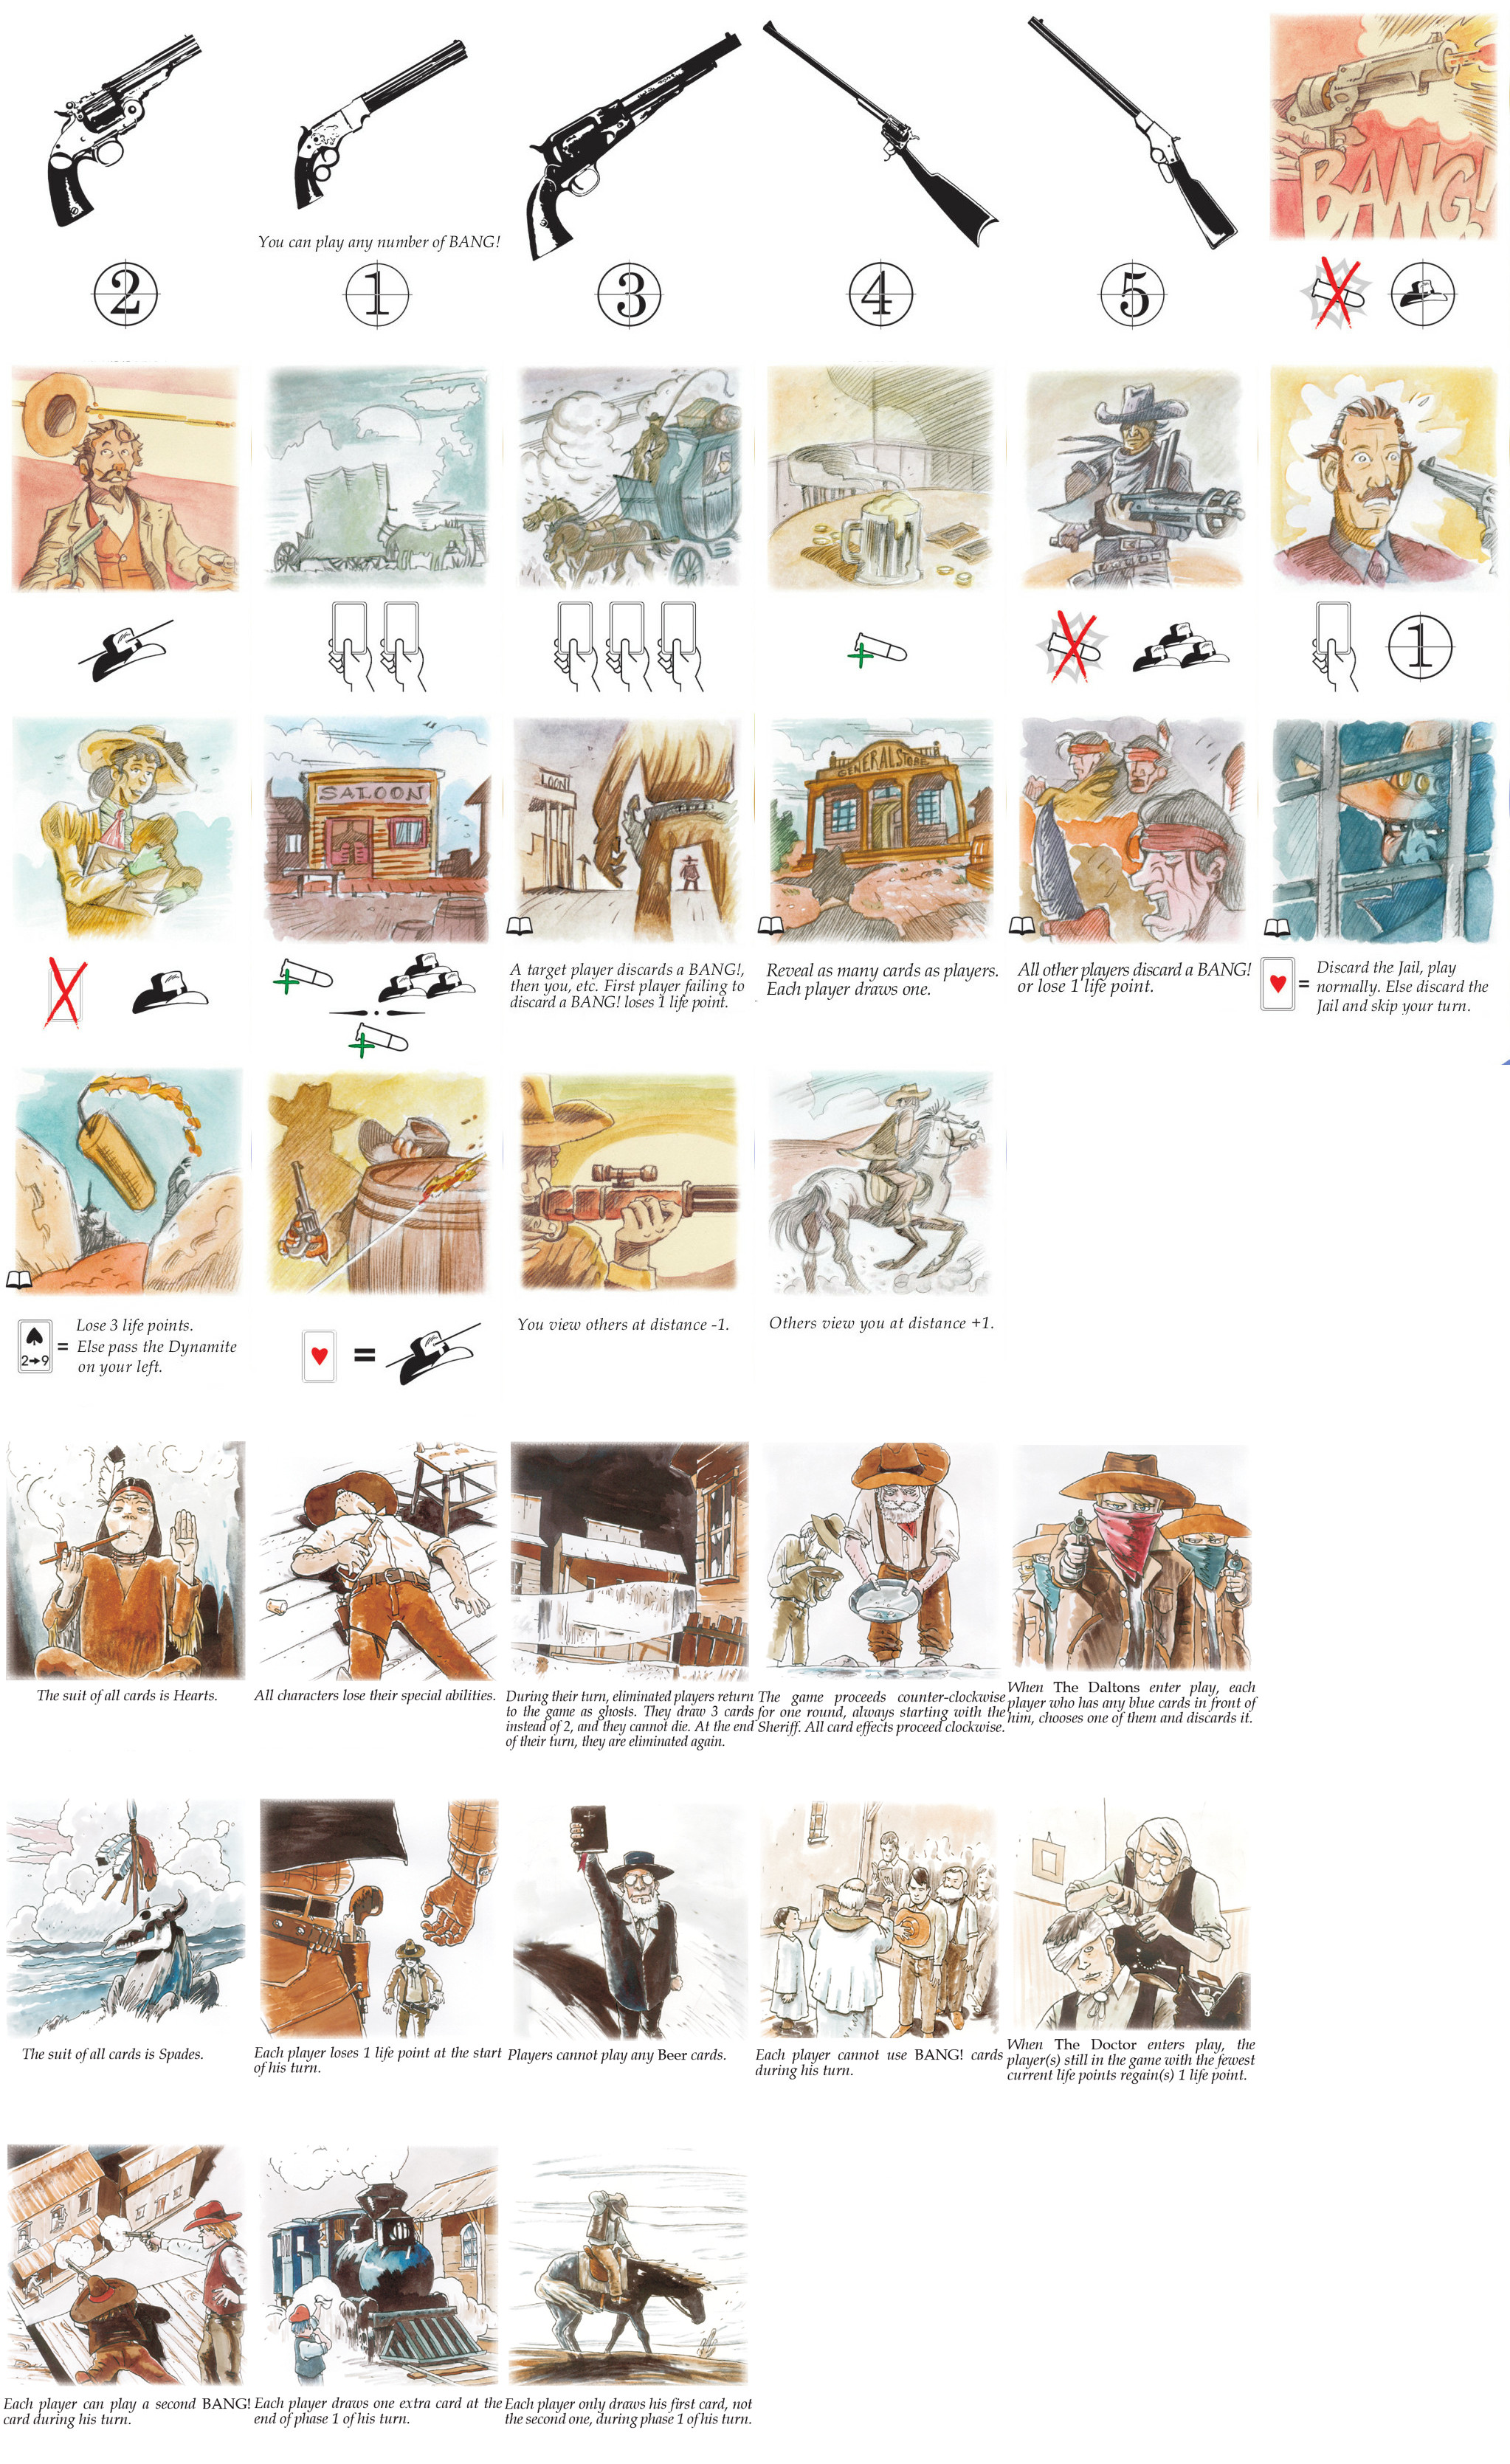 BANG!
You can play any number of BANG!
2
1
3
4
5
1
SALOON
LOON
GENERAL STORE
A target player discards a BANG!,
then you, etc. First player failing to
discard a BANG! loses 1 life point.
Reveal as many cards as players.
Each player draws one.
All other players discard a BANG!
or lose 1 life point.
= Discard the Jail, play
normally. Else discard the
Jail and skip your turn.
2→9
= Lose 3 life points.
Else pass the Dynamite
on your left.
=
You view others at distance -1.
Others view you at distance +1.
The suit of all cards is Hearts.
All characters lose their special abilities.
During their turn, eliminated players return
to the game as ghosts. They draw 3 cards
instead of 2, and they cannot die. At the end
of their turn, they are eliminated again.
The game proceeds counter-clockwise
for one round, always starting with the
Sheriff. All card effects proceed clockwise.
When The Daltons enter play, each
player who has any blue cards in front of
him, chooses one of them and discards it.
The suit of all cards is Spades.
Each player loses 1 life point at the start
of his turn.
Players cannot play any Beer cards.
Each player cannot use BANG! cards
during his turn.
When The Doctor enters play, the
player(s) still in the game with the fewest
current life points regain(s) 1 life point.
Each player can play a second BANG!
card during his turn.
Each player draws one extra card at the
end of phase 1 of his turn.
Each player only draws his first card, not
the second one, during phase 1 of his turn.